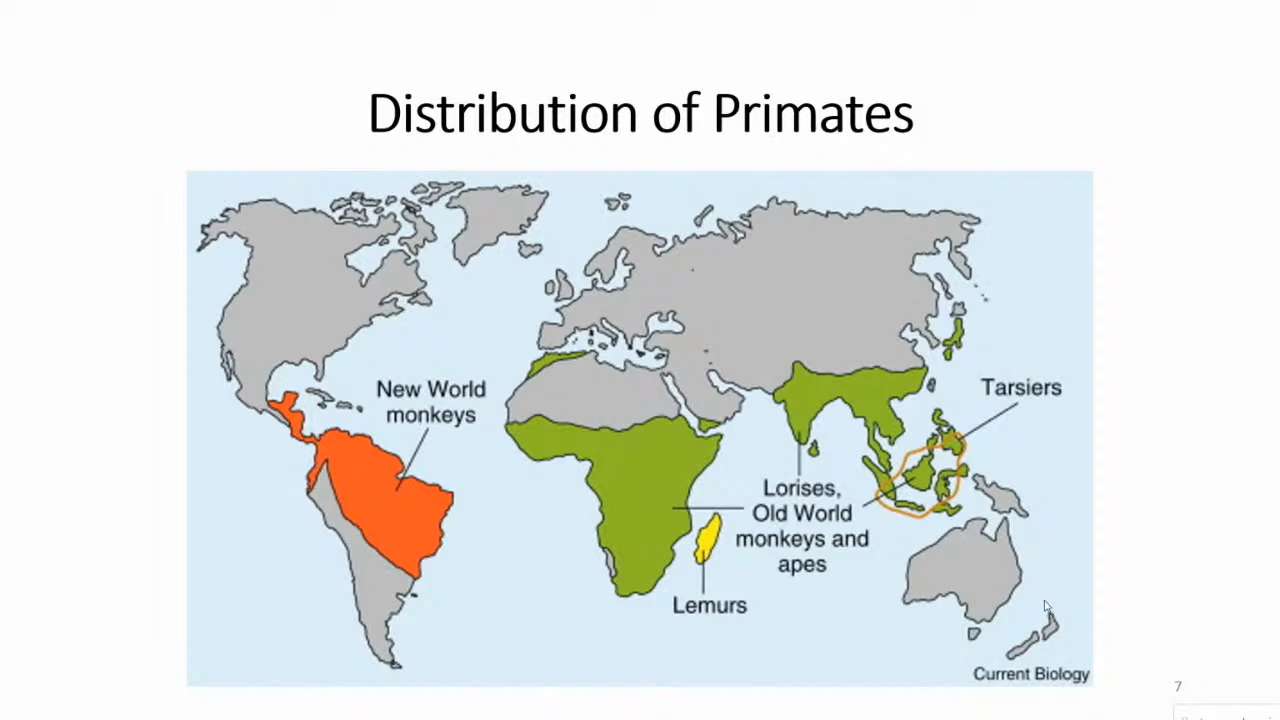 Distribution of Primates
New World
monkeys
Tarsiers
Lorises,
Old World
monkeys and
apes
Lemurs
Current Biology
7